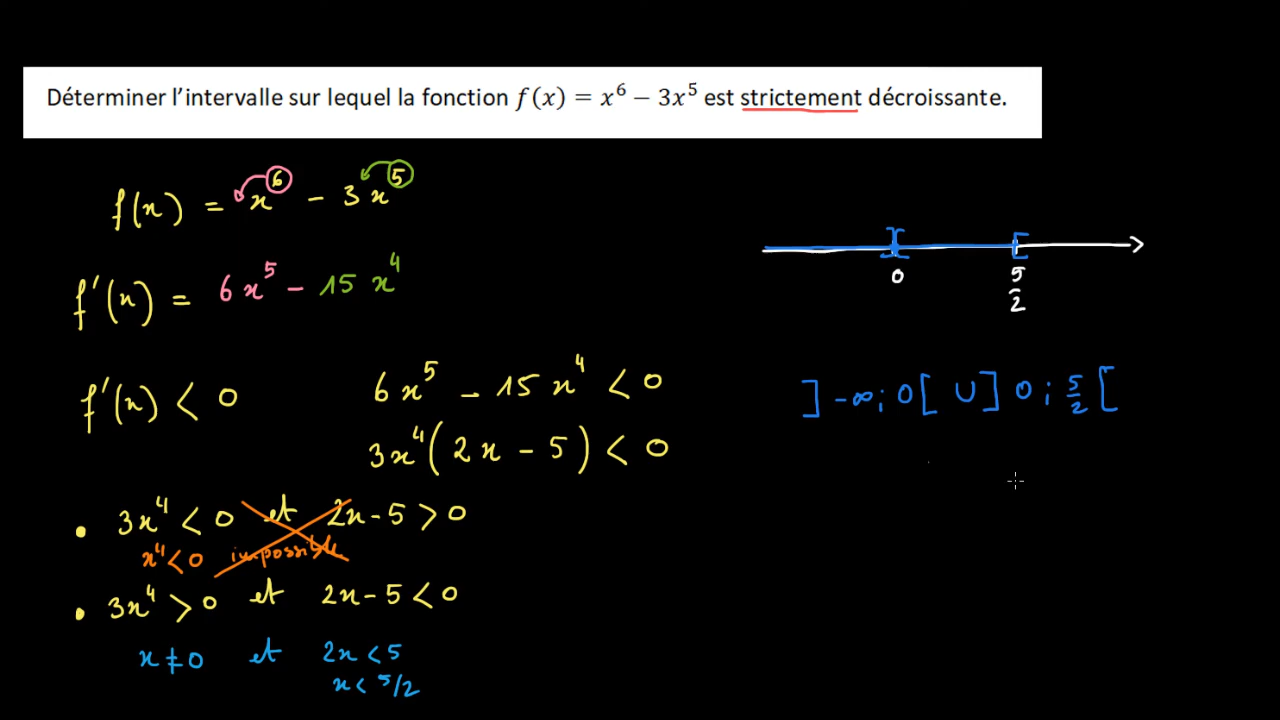 Déterminer l'intervalle sur lequel la fonction f(x) = x⁶ − 3x⁵ est strictement décroissante.
f(x) = x⁶ − 3x⁵
f'(x) = 6x⁵ − 15x⁴
f'(x) < 0
6x⁵ − 15x⁴ < 0
3x⁴(2x − 5) < 0
• 3x⁴ < 0 et 2x − 5 > 0
x⁴ < 0 impossible
• 3x⁴ > 0 et 2x − 5 < 0
x ≠ 0 et 2x < 5
x < 5/2
0 5/2
]−∞; 0[ ∪ ]0; 5/2[